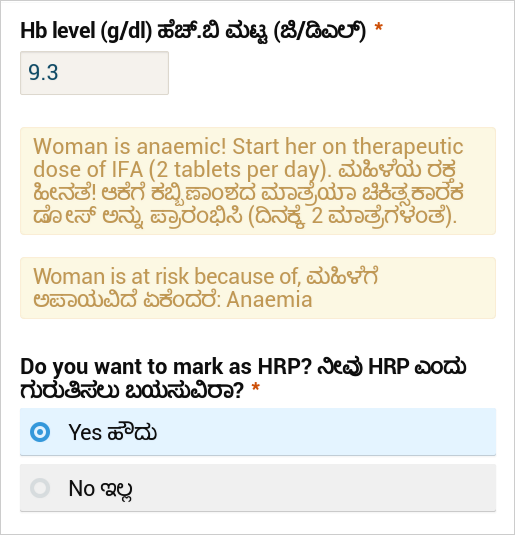 Hb level (g/dl) ಹೆಚ್.ಬಿ ಮಟ್ಟ (ಜಿ/ಡಿಎಲ್) *
9.3
Woman is anaemic! Start her on therapeutic
dose of IFA (2 tablets per day). ಮಹಿಳೆಯ ರಕ್ತ
ಹೀನತೆ! ಆಕೆಗೆ ಕಬ್ಬಿಣಾಂಶದ ಮಾತ್ರೆಯಾ ಚಿಕಿತ್ಸಕಾರಕ
ಡೋಸ್ ಅನ್ನು ಪ್ರಾರಂಭಿಸಿ (ದಿನಕ್ಕೆ 2 ಮಾತ್ರೆಗಳಂತೆ).
Woman is at risk because of, ಮಹಿಳೆಗೆ
ಅಪಾಯವಿದೆ ಏಕೆಂದರೆ: Anaemia
Do you want to mark as HRP? ನೀವು HRP ಎಂದು
ಗುರುತಿಸಲು ಬಯಸುವಿರಾ? *
Yes ಹೌದು
No ಇಲ್ಲ